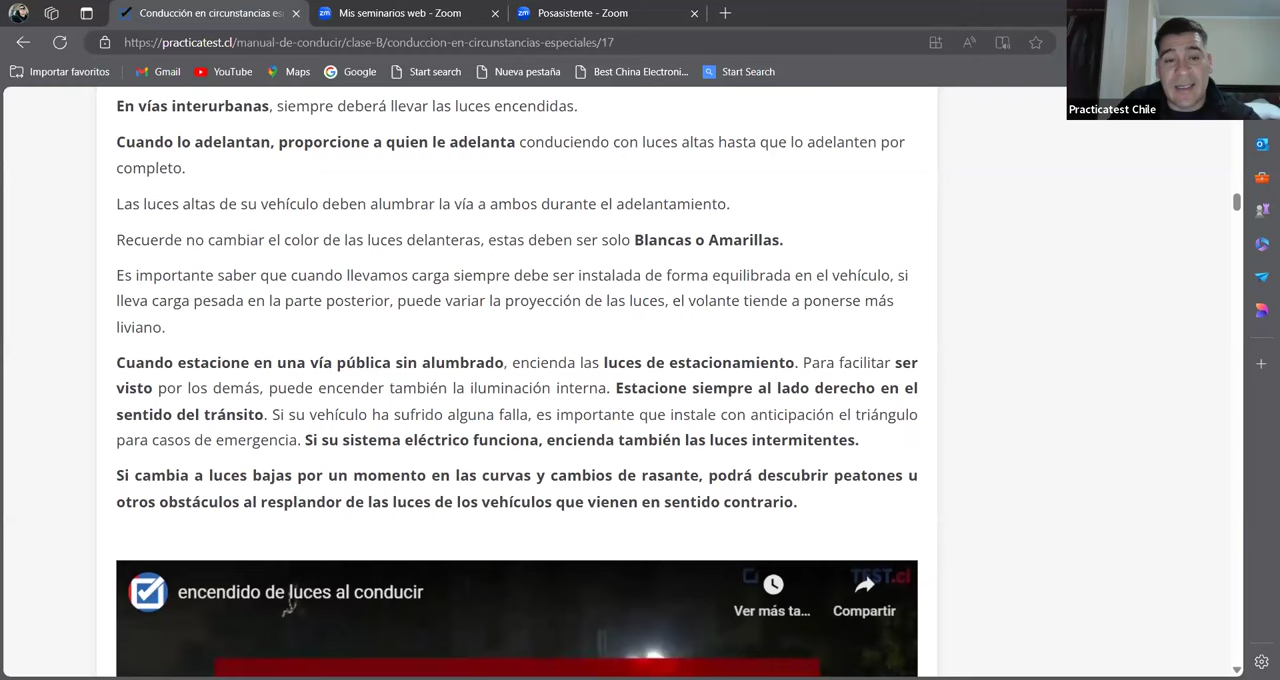 Conducción en circunstancias es
Mis seminarios web - Zoom
Posasistente - Zoom
https://practicatest.cl/manual-de-conducir/clase-B/conduccion-en-circunstancias-especiales/17
Importar favoritos
Gmail
YouTube
Maps
Google
Start search
Nueva pestaña
Best China Electroni...
Start Search
Practicatest Chile
En vías interurbanas, siempre deberá llevar las luces encendidas.
Cuando lo adelantan, proporcione a quien le adelanta conduciendo con luces altas hasta que lo adelanten por
completo.
Las luces altas de su vehículo deben alumbrar la vía a ambos durante el adelantamiento.
Recuerde no cambiar el color de las luces delanteras, estas deben ser solo Blancas o Amarillas.
Es importante saber que cuando llevamos carga siempre debe ser instalada de forma equilibrada en el vehículo, si
lleva carga pesada en la parte posterior, puede variar la proyección de las luces, el volante tiende a ponerse más
liviano.
Cuando estacione en una vía pública sin alumbrado, encienda las luces de estacionamiento. Para facilitar ser
visto por los demás, puede encender también la iluminación interna. Estacione siempre al lado derecho en el
sentido del tránsito. Si su vehículo ha sufrido alguna falla, es importante que instale con anticipación el triángulo
para casos de emergencia. Si su sistema eléctrico funciona, encienda también las luces intermitentes.
Si cambia a luces bajas por un momento en las curvas y cambios de rasante, podrá descubrir peatones u
otros obstáculos al resplandor de las luces de los vehículos que vienen en sentido contrario.
encendido de luces al conducir
Ver más ta...
Compartir
TEST.cl